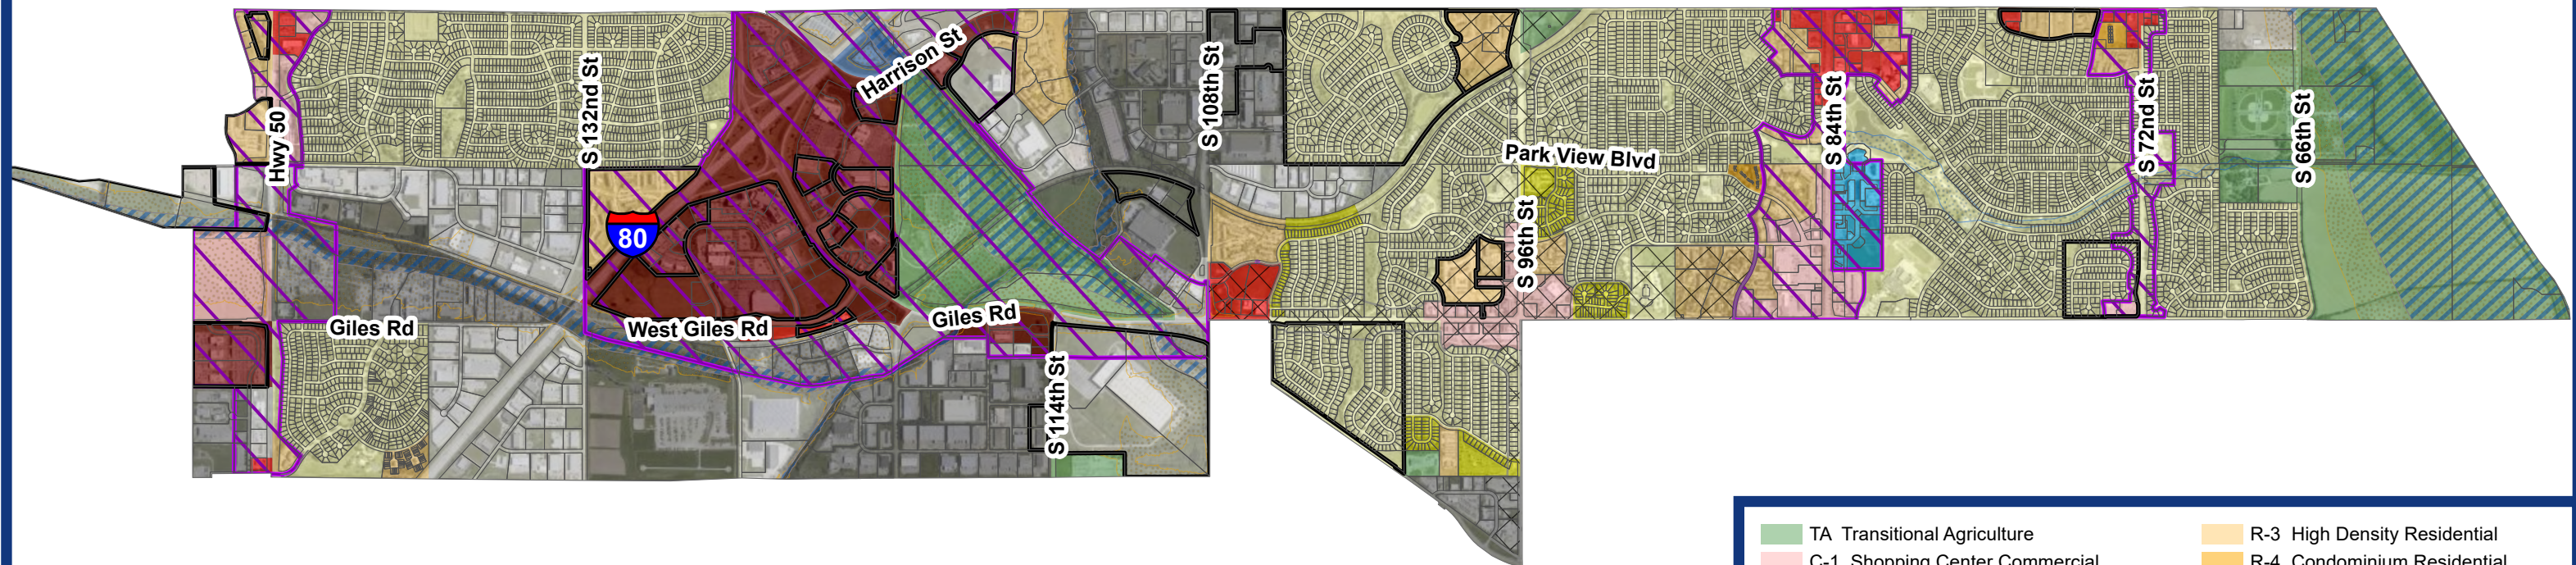 Harrison St
S 132nd St
S 108th St
Hwy 50
S 84th St
S 72nd St
S 66th St
Park View Blvd
80
S 96th St
Giles Rd
West Giles Rd
Giles Rd
S 114th St
TA Transitional Agriculture
R-3 High Density Residential
C-1 Shopping Center Commercial
R-4 Condominium Residential